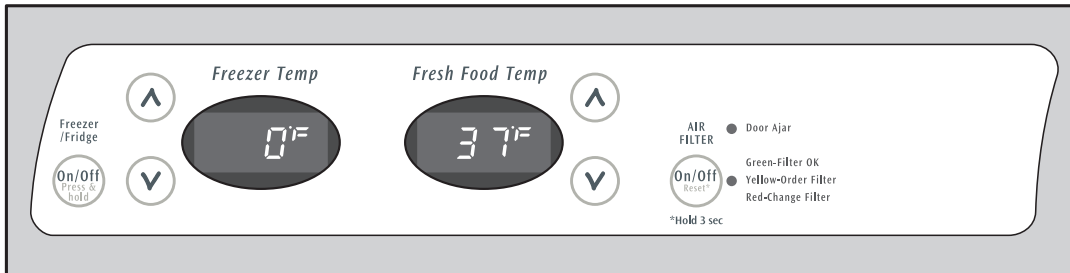 Freezer Temp
Fresh Food Temp
Freezer
/Fridge
On/Off
Press &
hold
0°F
37°F
AIR
FILTER
Door Ajar
On/Off
Reset*
Green-Filter OK
Yellow-Order Filter
Red-Change Filter
*Hold 3 sec